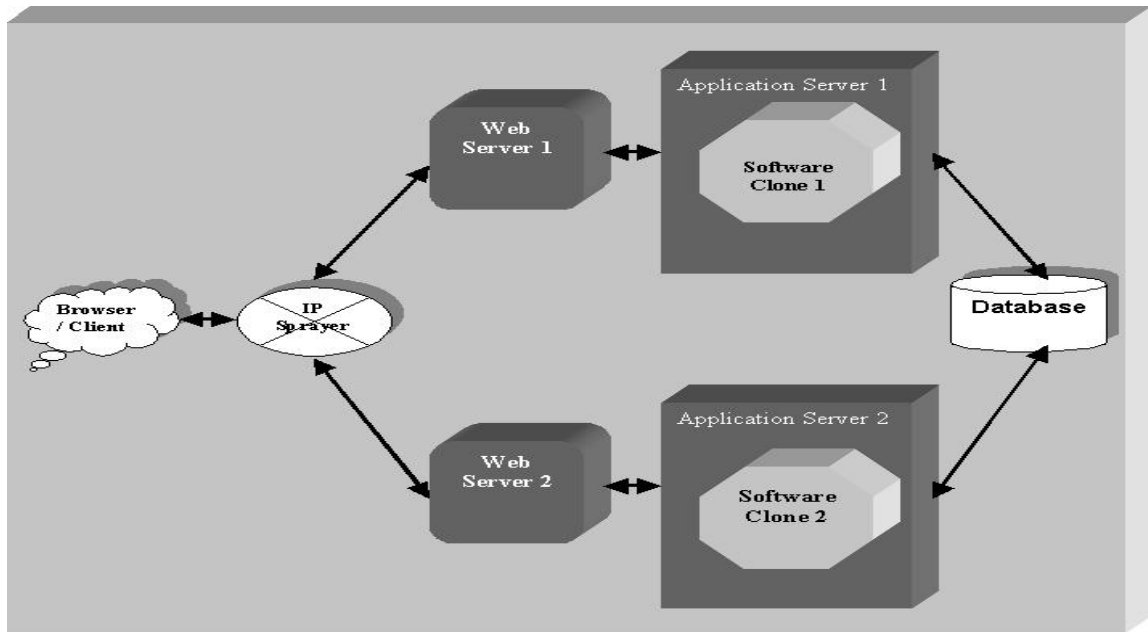 Application Server 1
Web
Server 1
Software
Clone 1
Browser
/ Client
IP
Sprayer
Database
Application Server 2
Web
Server 2
Software
Clone 2